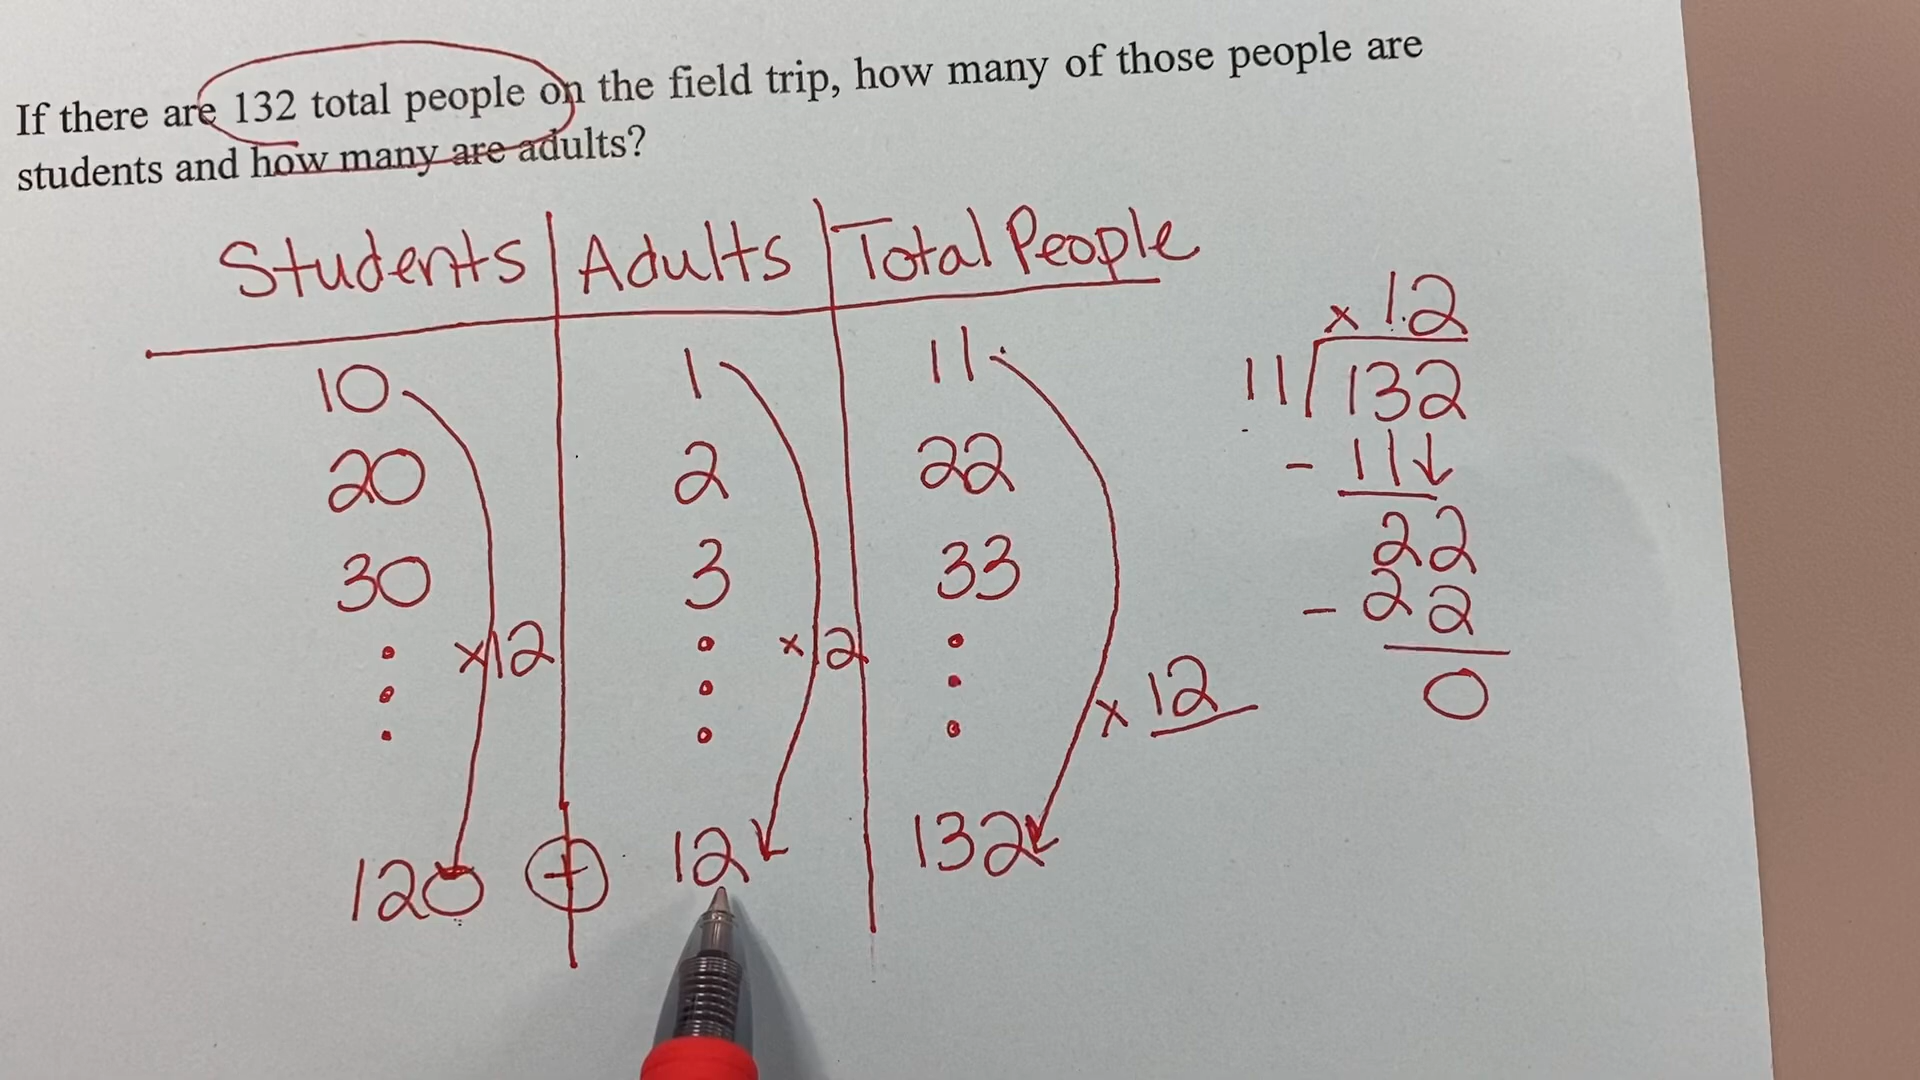 If there are 132 total people on the field trip, how many of those people are
students and how many are adults?
Students Adults Total People
10 1 11
20 2 22
30 3 33
x12 x12 x 12
120 + 12 132
x 12
11 132
- 11↓
22
- 22
0